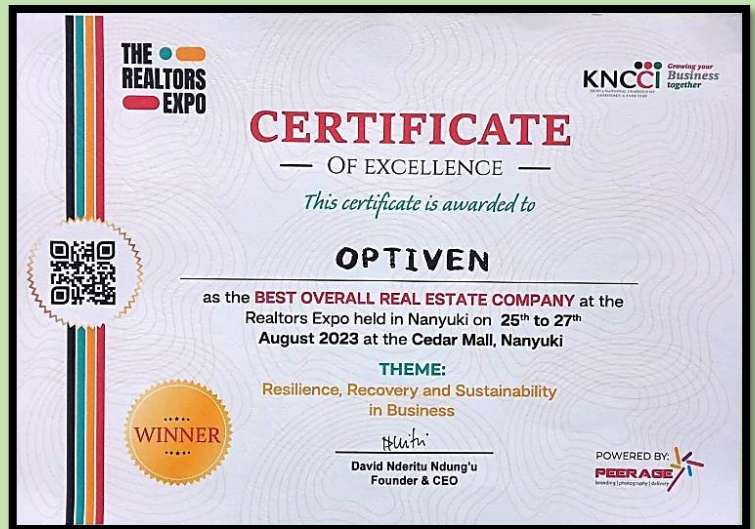 THE
REALTORS
EXPO
KNCCI
Growing your
Business
together
CERTIFICATE
OF EXCELLENCE
This certificate is awarded to
OPTIVEN
as the BEST OVERALL REAL ESTATE COMPANY at the
Realtors Expo held in Nanyuki on 25th to 27th
August 2023 at the Cedar Mall, Nanyuki
THEME:
Resilience, Recovery and Sustainability
in Business
WINNER
David Nderitu Ndung'u
Founder & CEO
POWERED BY:
PEERAGE
branding | photography | delivery